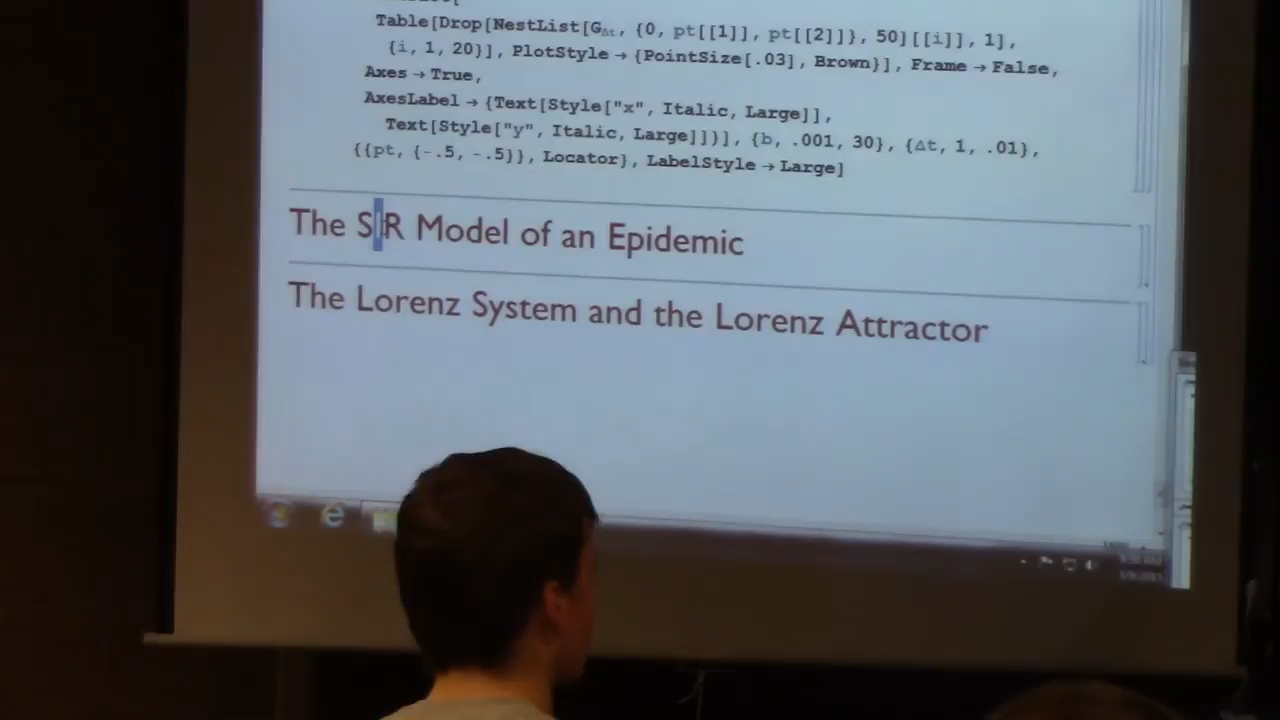 Table[Drop[NestList[GΔt, {0, pt[[1]], pt[[2]]}, 50][[i]], 1],
{i, 1, 20}], PlotStyle → {PointSize[.03], Brown}], Frame → False,
Axes → True,
AxesLabel → {Text[Style["x", Italic, Large]],
Text[Style["y", Italic, Large]]}], {b, .001, 30}, {Δt, 1, .01},
{{pt, {-.5, -.5}}, Locator}, LabelStyle → Large]
The SIR Model of an Epidemic
The Lorenz System and the Lorenz Attractor